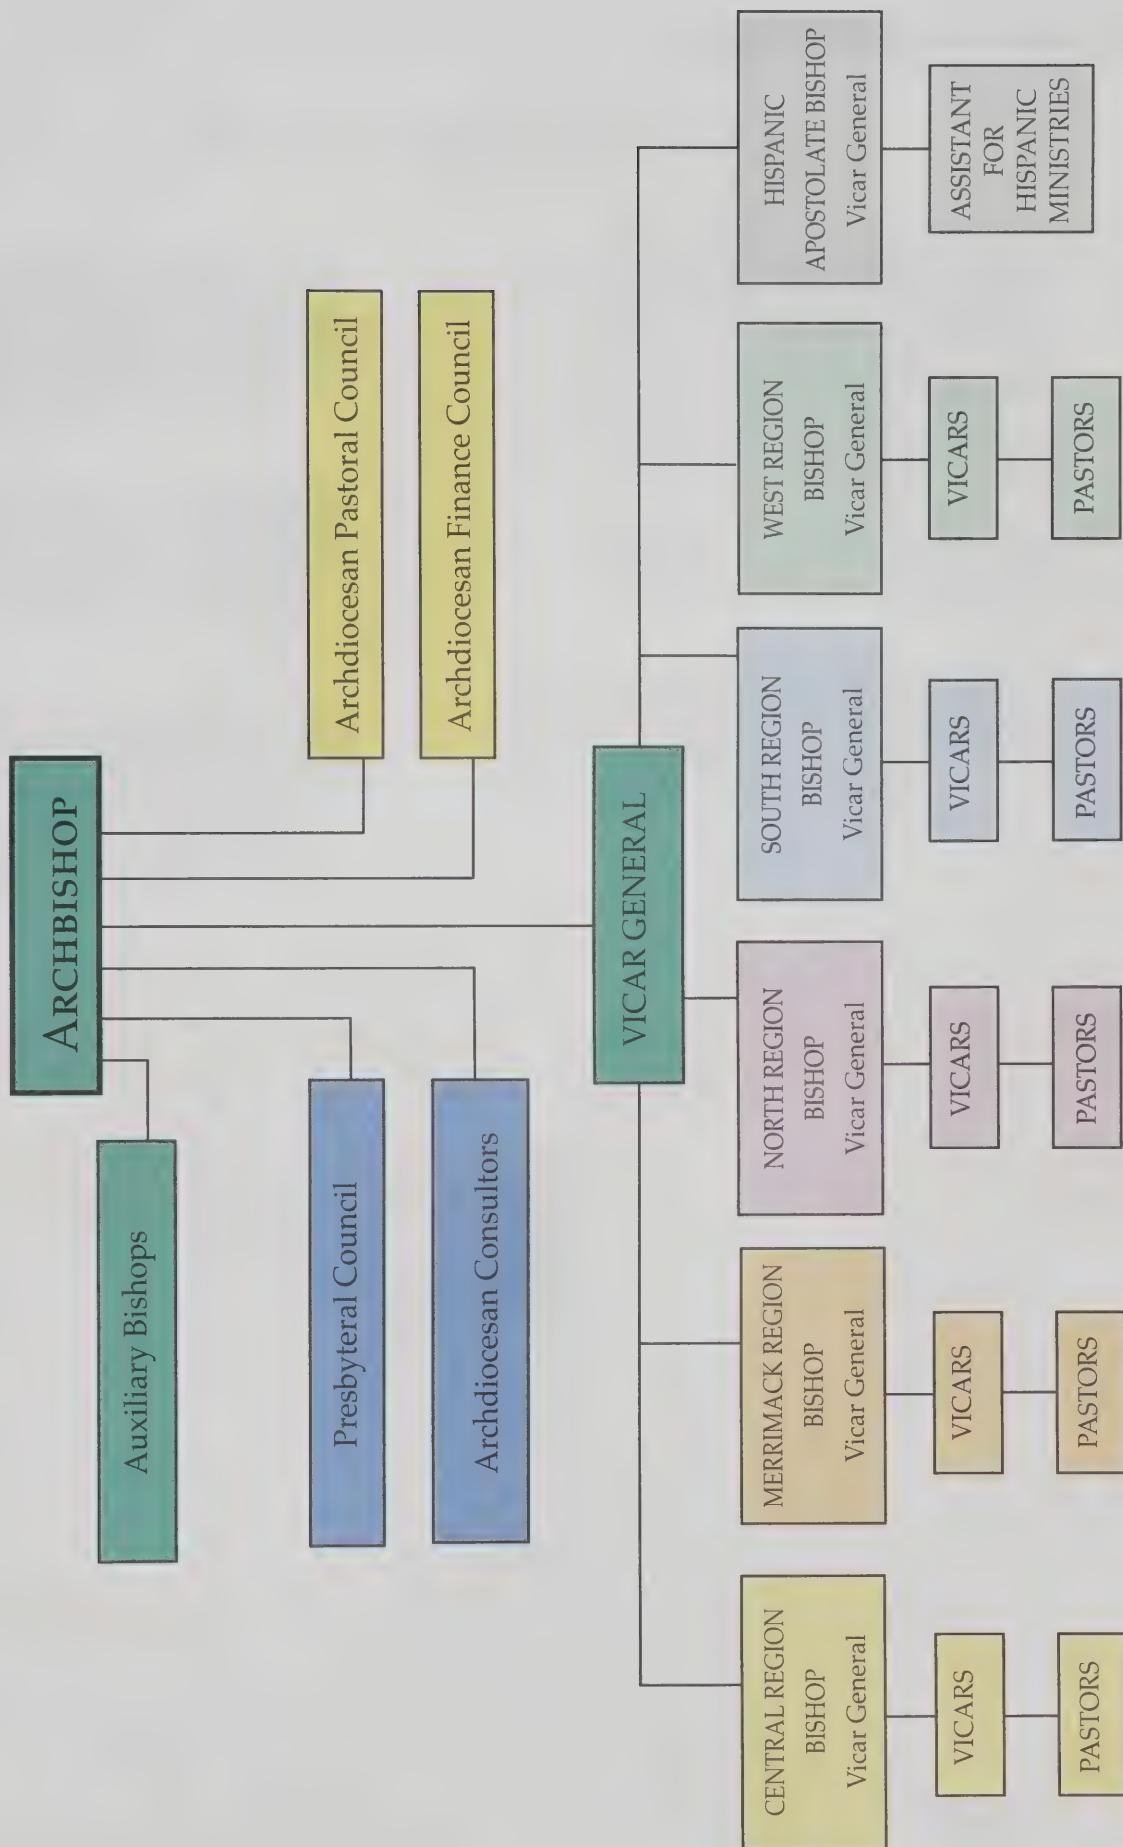 ARCHBISHOP
Auxiliary Bishops
Presbyteral Council
Archdiocesan Consultors
Archdiocesan Pastoral Council
Archdiocesan Finance Council
VICAR GENERAL
CENTRAL REGION
BISHOP
Vicar General
VICARS
PASTORS
MERRIMACK REGION
BISHOP
Vicar General
VICARS
PASTORS
NORTH REGION
BISHOP
Vicar General
VICARS
PASTORS
SOUTH REGION
BISHOP
Vicar General
VICARS
PASTORS
WEST REGION
BISHOP
Vicar General
VICARS
PASTORS
HISPANIC
APOSTOLATE BISHOP
Vicar General
ASSISTANT
FOR
HISPANIC
MINISTRIES